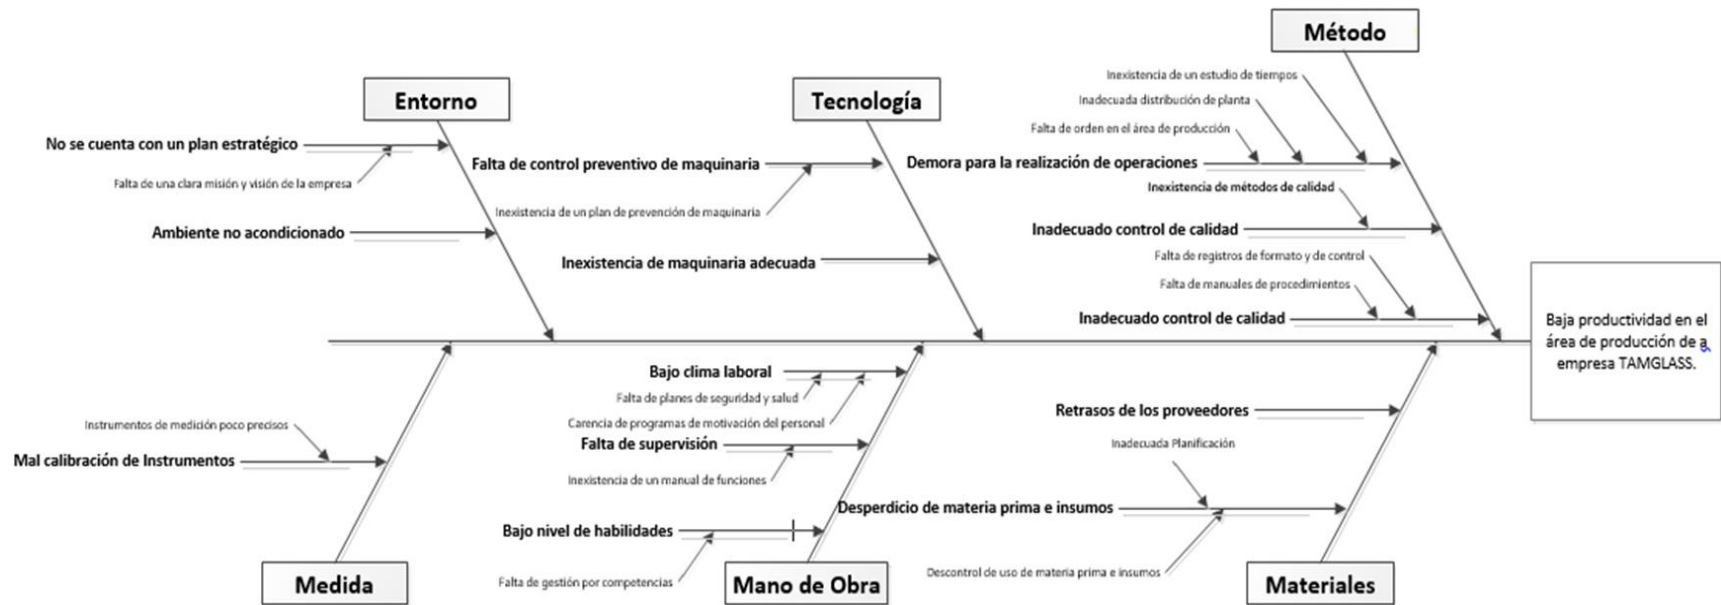 Método
Inexistencia de un estudio de tiempos
Inadecuada distribución de planta
Falta de orden en el área de producción
Demora para la realización de operaciones
Inexistencia de métodos de calidad
Inadecuado control de calidad
Falta de registros de formato y de control
Falta de manuales de procedimientos
Inadecuado control de calidad
Tecnología
Falta de control preventivo de maquinaria
Inexistencia de un plan de prevención de maquinaria
Inexistencia de maquinaria adecuada
Entorno
No se cuenta con un plan estratégico
Falta de una clara misión y visión de la empresa
Ambiente no acondicionado
Baja productividad en el
área de producción de a
empresa TAMGLASS.
Instrumentos de medición poco precisos
Mal calibración de Instrumentos
Medida
Bajo clima laboral
Falta de planes de seguridad y salud
Carencia de programas de motivación del personal
Falta de supervisión
Inexistencia de un manual de funciones
Bajo nivel de habilidades
Falta de gestión por competencias
Mano de Obra
Retrasos de los proveedores
Inadecuada Planificación
Desperdicio de materia prima e insumos
Descontrol de uso de materia prima e insumos
Materiales